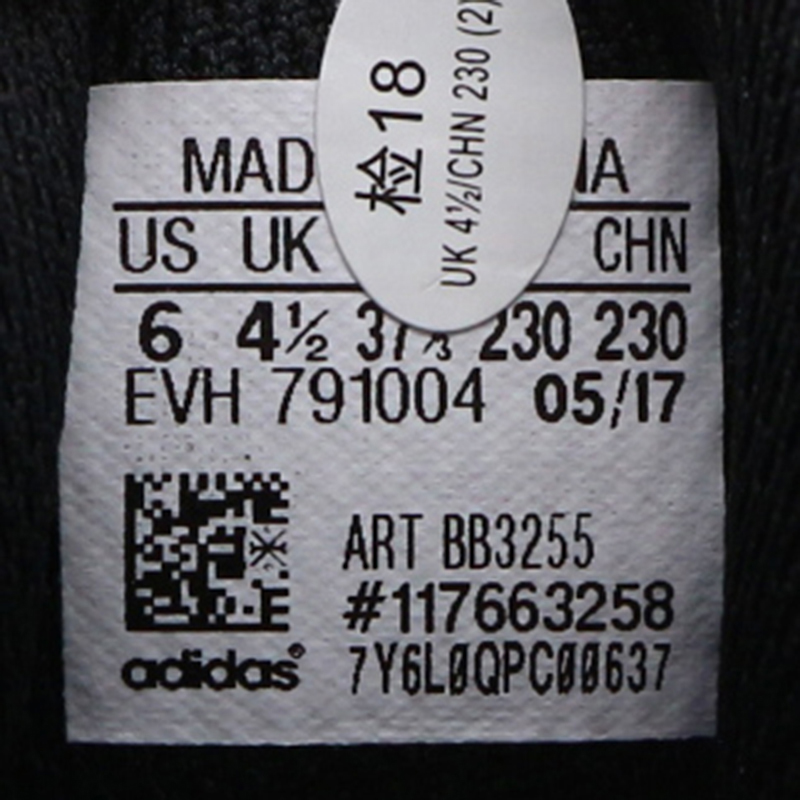 检18
UK 4½/CHN 230 (2)
MAD
US UK CHN
6 4½ 37⅓ 230 230
EVH 791004 05/17
ART BB3255
#117663258
adidas® 7Y6L0QPC00637